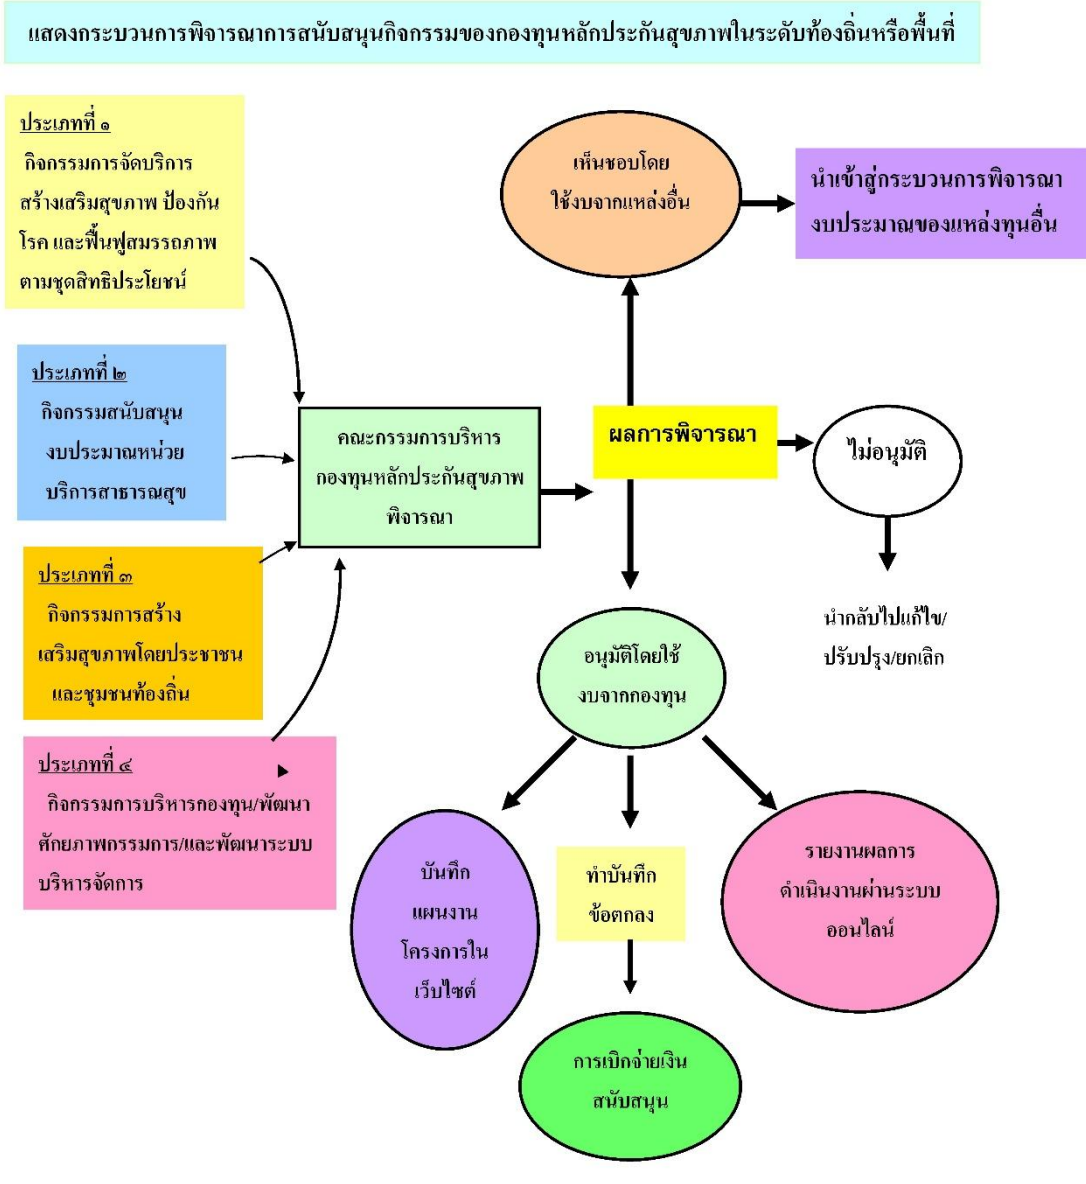 แสดงกระบวนการพิจารณาการสนับสนุนกิจกรรมของกองทุนหลักประกันสุขภาพในระดับท้องถิ่นหรือพื้นที่
ประเภทที่ ๑
กิจกรรมการจัดบริการ
สร้างเสริมสุขภาพ ป้องกัน
โรค และฟื้นฟูสมรรถภาพ
ตามชุดสิทธิประโยชน์
ประเภทที่ ๒
กิจกรรมสนับสนุน
งบประมาณหน่วย
บริการสาธารณสุข
ประเภทที่ ๓
กิจกรรมการสร้าง
เสริมสุขภาพโดยประชาชน
และชุมชนท้องถิ่น
ประเภทที่ ๔
กิจกรรมการบริหารกองทุน/พัฒนา
ศักยภาพกรรมการ/และพัฒนาระบบ
บริหารจัดการ
คณะกรรมการบริหาร
กองทุนหลักประกันสุขภาพ
พิจารณา
ผลการพิจารณา
เห็นชอบโดย
ใช้งบจากแหล่งอื่น
นำเข้าสู่กระบวนการพิจารณา
งบประมาณของแหล่งทุนอื่น
ไม่อนุมัติ
นำกลับไปแก้ไข/
ปรับปรุง/ยกเลิก
อนุมัติโดยใช้
งบจากกองทุน
บันทึก
แผนงาน
โครงการใน
เว็บไซต์
ทำบันทึก
ข้อตกลง
การเบิกจ่ายเงิน
สนับสนุน
รายงานผลการ
ดำเนินงานผ่านระบบ
ออนไลน์